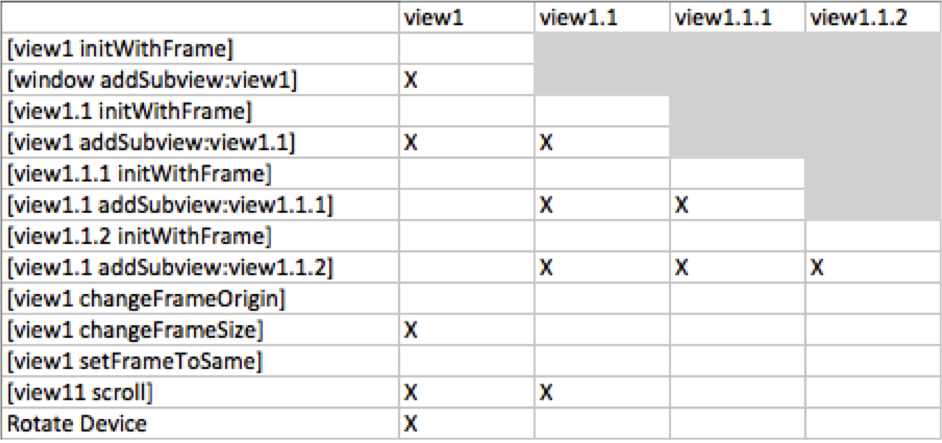 view1 view1.1 view1.1.1 view1.1.2
[view1 initWithFrame]
[window addSubview:view1] X
[view1.1 initWithFrame]
[view1 addSubview:view1.1] X X
[view1.1.1 initWithFrame]
[view1.1 addSubview:view1.1.1] X X
[view1.1.2 initWithFrame]
[view1.1 addSubview:view1.1.2] X X X
[view1 changeFrameOrigin]
[view1 changeFrameSize] X
[view1 setFrameToSame]
[view11 scroll] X X
Rotate Device X